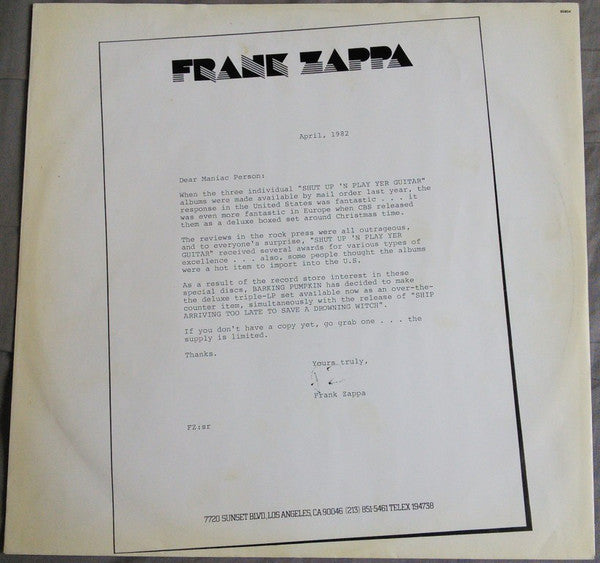 FRANK ZAPPA
April, 1982
Dear Maniac Person:
When the three individual "SHUT UP 'N PLAY YER GUITAR"
albums were made available by mail order last year, the
response in the United States was fantastic . . . it
was even more fantastic in Europe when CBS released
them as a deluxe boxed set around Christmas time.
The reviews in the rock press were all outrageous,
and to everyone's surprise, "SHUT UP 'N PLAY YER
GUITAR" received several awards for various types of
excellence . . . also, some people thought the albums
were a hot item to import into the U.S.
As a result of the record store interest in these
special discs, BARKING PUMPKIN has decided to make
the deluxe triple-LP set available now as an over-the-
counter item, simultaneously with the release of "SHIP
ARRIVING TOO LATE TO SAVE A DROWNING WITCH".
If you don't have a copy yet, go grab one . . . the
supply is limited.
Thanks.
Yours truly,
Frank Zappa
FZ:sr
7720 SUNSET BLVD., LOS ANGELES, CA 90046 (213) 851-5461 TELEX 194738